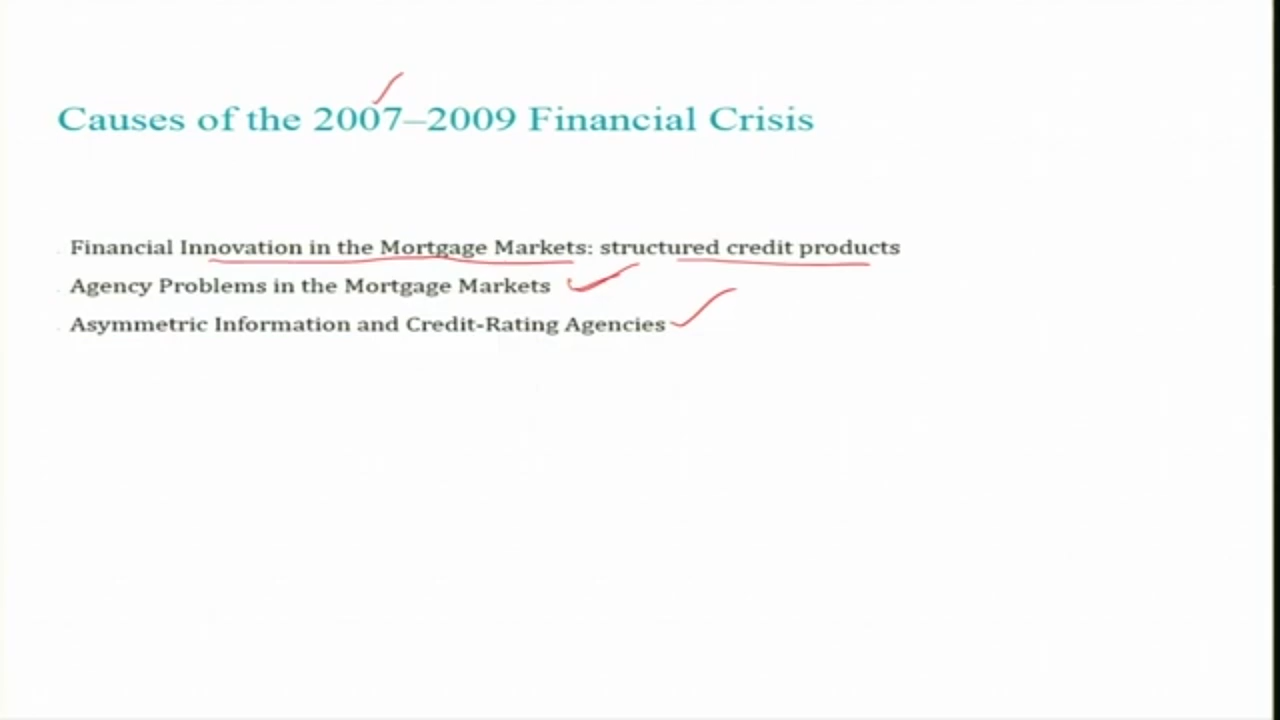 Causes of the 2007–2009 Financial Crisis
Financial Innovation in the Mortgage Markets: structured credit products
Agency Problems in the Mortgage Markets
Asymmetric Information and Credit-Rating Agencies